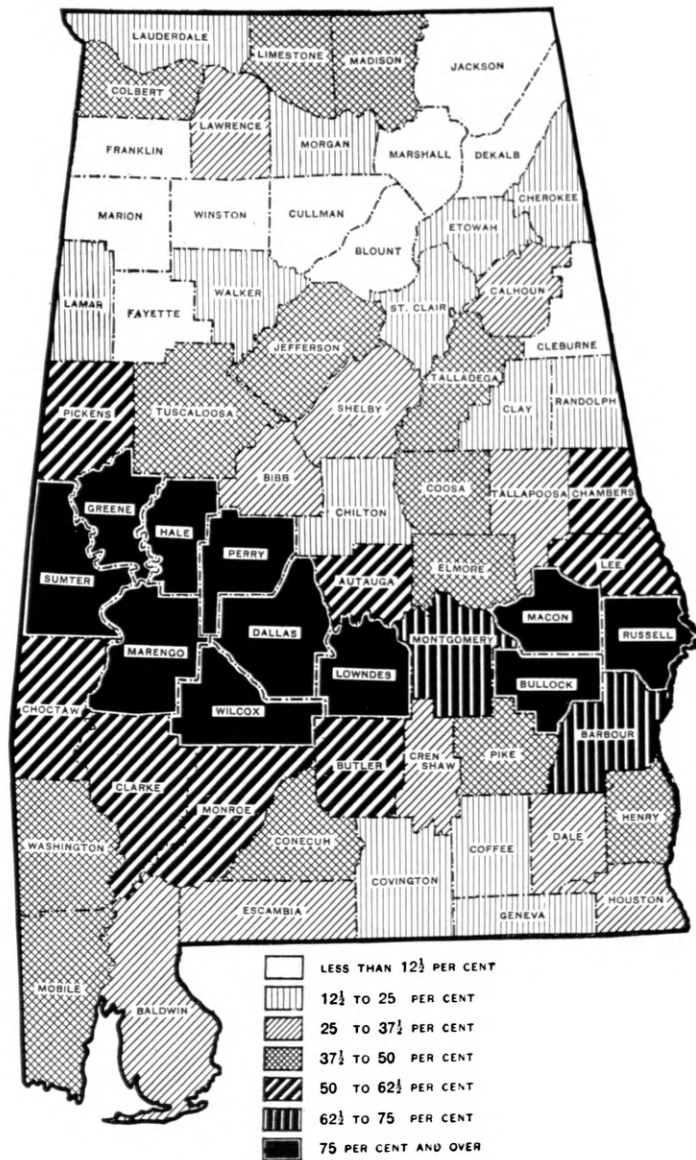 LAUDERDALE
LIMESTONE
MADISON
JACKSON
COLBERT
LAWRENCE
FRANKLIN
MORGAN
MARSHALL
DEKALB
CHEROKEE
MARION
WINSTON
CULLMAN
ETOWAH
BLOUNT
LAMAR
FAYETTE
WALKER
ST. CLAIR
CALHOUN
JEFFERSON
CLEBURNE
TALLADEGA
PICKENS
TUSCALOOSA
SHELBY
CLAY
RANDOLPH
BIBB
GREENE
HALE
CHILTON
COOSA
TALLAPOOSA
CHAMBERS
SUMTER
PERRY
AUTAUGA
ELMORE
LEE
MARENGO
DALLAS
MONTGOMERY
MACON
RUSSELL
LOWNDES
BULLOCK
CHOCTAW
WILCOX
BARBOUR
CLARKE
MONROE
BUTLER
CREN
SHAW
PIKE
WASHINGTON
CONECUH
COFFEE
DALE
HENRY
ESCAMBIA
COVINGTON
GENEVA
HOUSTON
MOBILE
BALDWIN
LESS THAN 12½ PER CENT
12½ TO 25 PER CENT
25 TO 37½ PER CENT
37½ TO 50 PER CENT
50 TO 62½ PER CENT
62½ TO 75 PER CENT
75 PER CENT AND OVER